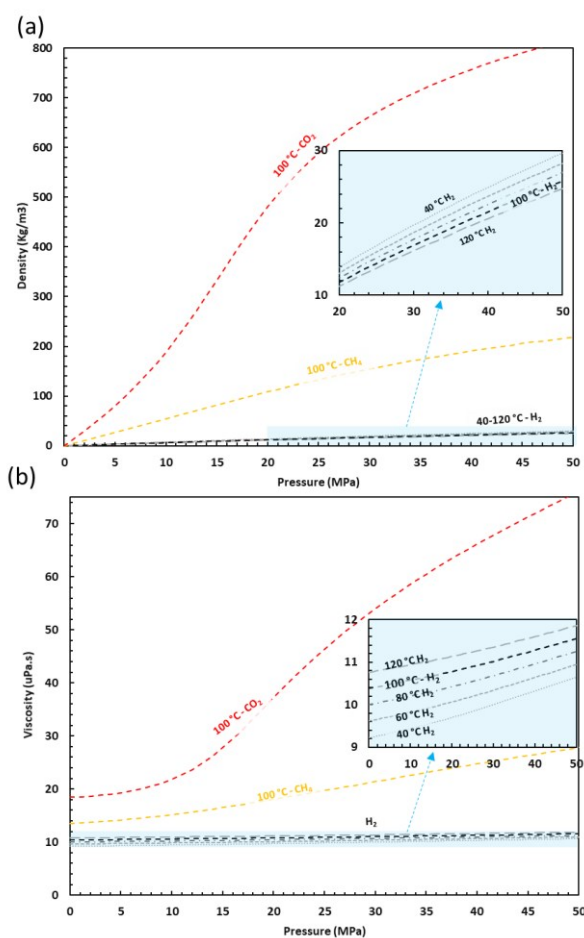 (a)
800
700
600
500
400
300
200
100
0
Density (Kg/m3)
100 °C - CO2
100 °C - CH4
40-120 °C - H2
30
20
10
40 °C H2
100 °C - H2
120 °C H2
20 30 40 50
0 5 10 15 20 25 30 35 40 45 50
Pressure (MPa)
(b)
70
60
50
40
30
20
10
0
Viscosity (uPa.s)
100 °C - CO2
100 °C - CH4
H2
12
11
10
9
120 °C H2
100 °C - H2
80 °C H2
60 °C H2
40 °C H2
0 10 20 30 40 50
0 5 10 15 20 25 30 35 40 45 50
Pressure (MPa)